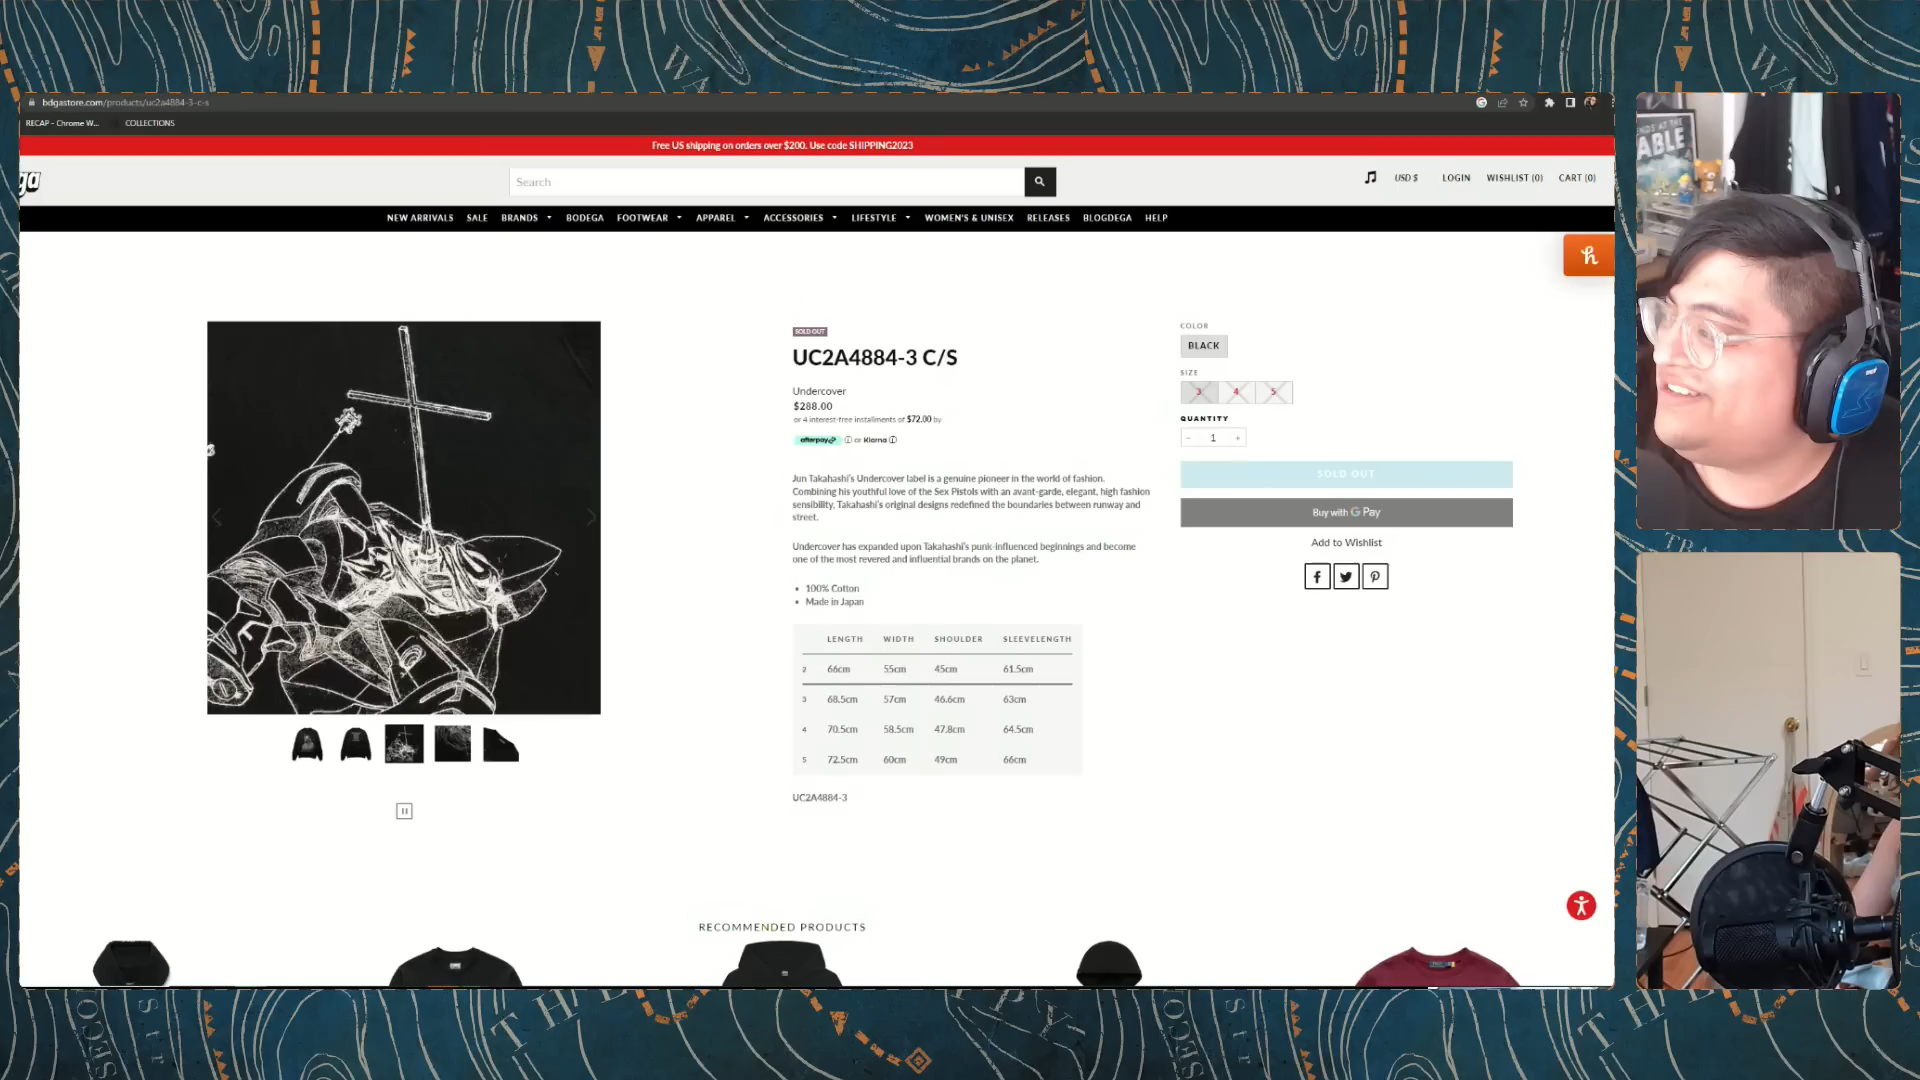 bdgastore.com/products/uc2a4884-3-c-s
RECAP - Chrome W... COLLECTIONS
Free US shipping on orders over $200. Use code SHIPPING2023
ga
Search
USD $ LOGIN WISHLIST (0) CART (0)
NEW ARRIVALS SALE BRANDS BODEGA FOOTWEAR APPAREL ACCESSORIES LIFESTYLE WOMEN'S & UNISEX RELEASES BLOGDEGA HELP
SOLD OUT
UC2A4884-3 C/S
Undercover
$288.00
or 4 interest-free installments of $72.00 by
afterpay or Klarna
Jun Takahashi's Undercover label is a genuine pioneer in the world of fashion.
Combining his youthful love of the Sex Pistols with an avant-garde, elegant, high fashion
sensibility, Takahashi's original designs redefined the boundaries between runway and
street.
Undercover has expanded upon Takahashi's punk-influenced beginnings and become
one of the most revered and influential brands on the planet.
• 100% Cotton
• Made in Japan
LENGTH WIDTH SHOULDER SLEEVELENGTH
2 66cm 55cm 45cm 61.5cm
3 68.5cm 57cm 46.6cm 63cm
4 70.5cm 58.5cm 47.8cm 64.5cm
5 72.5cm 60cm 49cm 66cm
UC2A4884-3
COLOR
BLACK
SIZE
3 4 5
QUANTITY
- 1 +
SOLD OUT
Buy with G Pay
Add to Wishlist
RECOMMENDED PRODUCTS
ENDS AT THE
ABLE